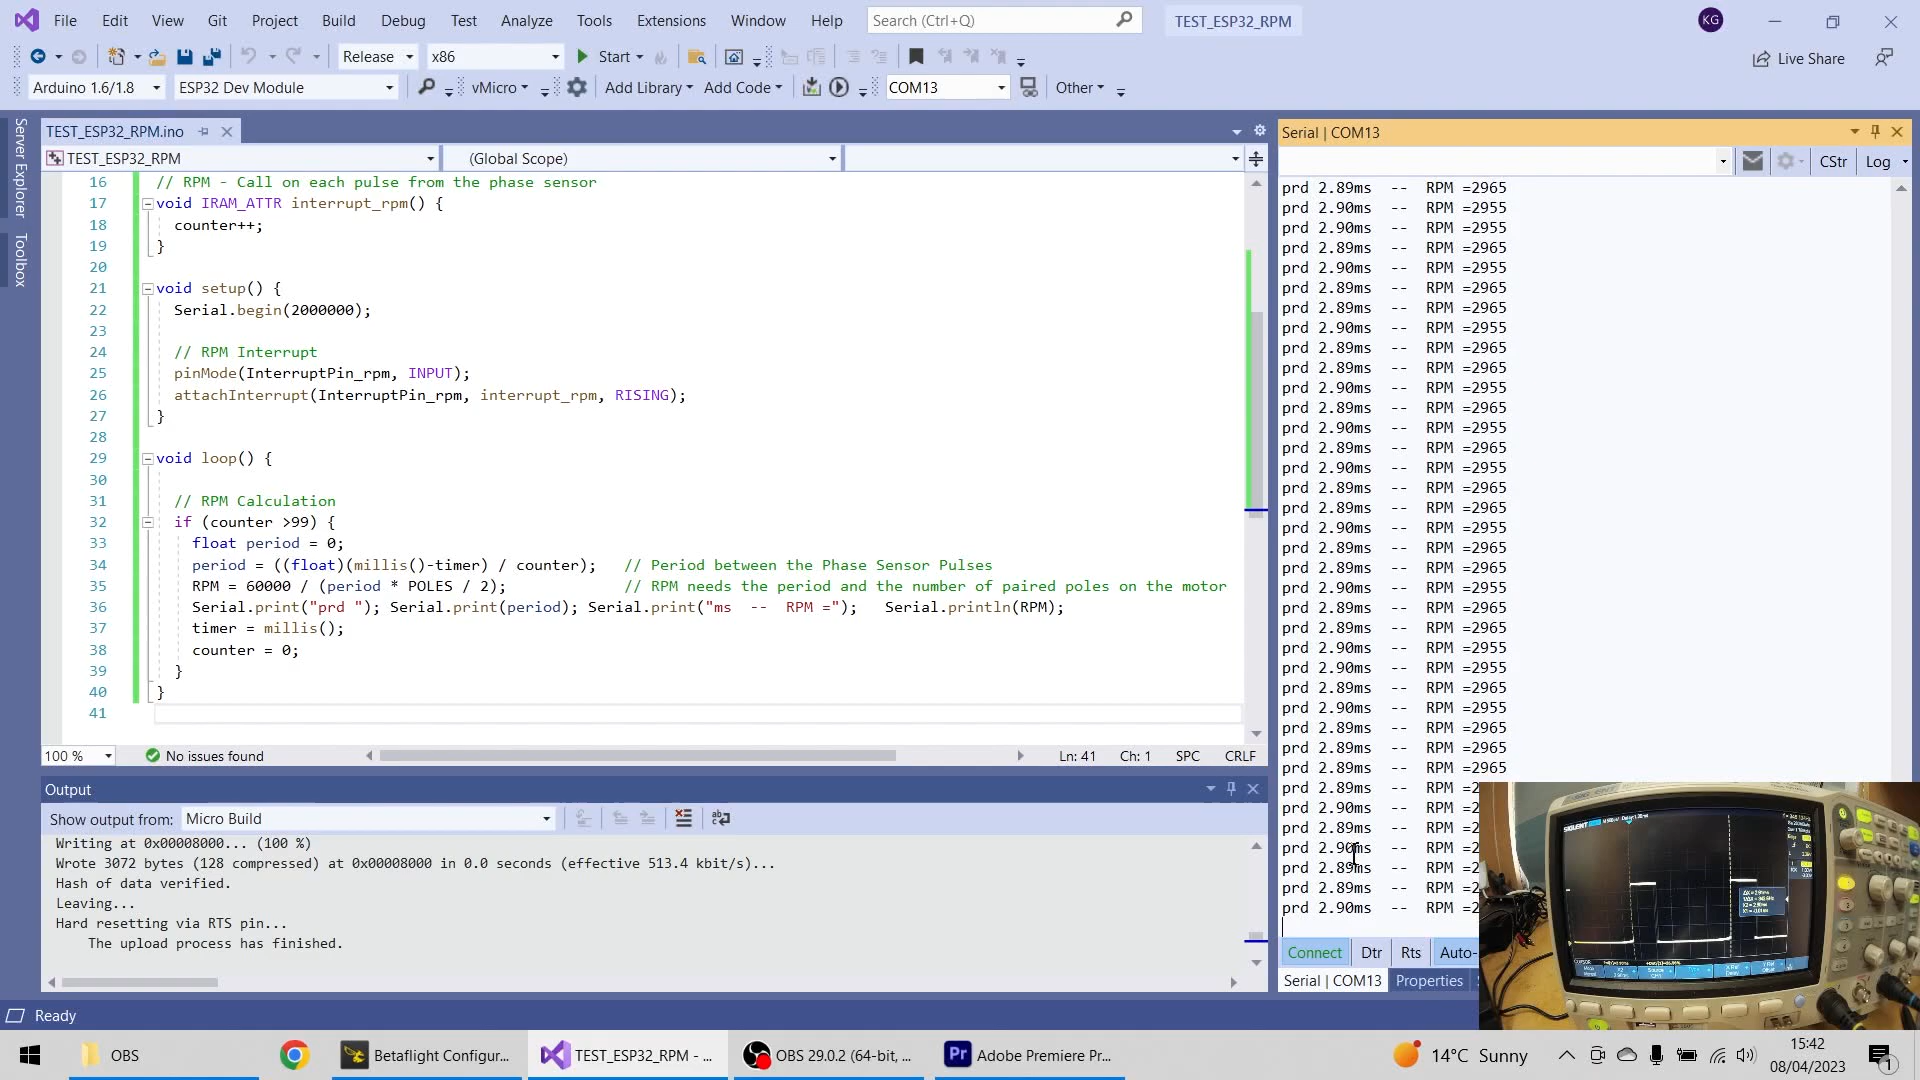 File Edit View Git Project Build Debug Test Analyze Tools Extensions Window Help Search (Ctrl+Q) TEST_ESP32_RPM KG
Release x86 Start Live Share
Arduino 1.6/1.8 ESP32 Dev Module vMicro Add Library Add Code COM13 Other
Server Explorer
Toolbox
TEST_ESP32_RPM.ino
TEST_ESP32_RPM (Global Scope)
16 // RPM - Call on each pulse from the phase sensor
17 void IRAM_ATTR interrupt_rpm() {
18 counter++;
19 }
20
21 void setup() {
22 Serial.begin(2000000);
23
24 // RPM Interrupt
25 pinMode(InterruptPin_rpm, INPUT);
26 attachInterrupt(InterruptPin_rpm, interrupt_rpm, RISING);
27 }
28
29 void loop() {
30
31 // RPM Calculation
32 if (counter >99) {
33 float period = 0;
34 period = ((float)(millis()-timer) / counter); // Period between the Phase Sensor Pulses
35 RPM = 60000 / (period * POLES / 2); // RPM needs the period and the number of paired poles on the motor
36 Serial.print("prd "); Serial.print(period); Serial.print("ms -- RPM ="); Serial.println(RPM);
37 timer = millis();
38 counter = 0;
39 }
40 }
41
100 % No issues found Ln: 41 Ch: 1 SPC CRLF
Output
Show output from: Micro Build
Writing at 0x00008000... (100 %)
Wrote 3072 bytes (128 compressed) at 0x00008000 in 0.0 seconds (effective 513.4 kbit/s)...
Hash of data verified.
Leaving...
Hard resetting via RTS pin...
The upload process has finished.
Serial | COM13
CStr Log
prd 2.89ms -- RPM =2965
prd 2.90ms -- RPM =2955
prd 2.90ms -- RPM =2955
prd 2.89ms -- RPM =2965
prd 2.90ms -- RPM =2955
prd 2.89ms -- RPM =2965
prd 2.89ms -- RPM =2965
prd 2.90ms -- RPM =2955
prd 2.89ms -- RPM =2965
prd 2.89ms -- RPM =2965
prd 2.90ms -- RPM =2955
prd 2.89ms -- RPM =2965
prd 2.90ms -- RPM =2955
prd 2.89ms -- RPM =2965
prd 2.90ms -- RPM =2955
prd 2.89ms -- RPM =2965
prd 2.89ms -- RPM =2965
prd 2.90ms -- RPM =2955
prd 2.89ms -- RPM =2965
prd 2.89ms -- RPM =2965
prd 2.90ms -- RPM =2955
prd 2.89ms -- RPM =2965
prd 2.89ms -- RPM =2965
prd 2.90ms -- RPM =2955
prd 2.90ms -- RPM =2955
prd 2.89ms -- RPM =2965
prd 2.90ms -- RPM =2955
prd 2.89ms -- RPM =2965
prd 2.89ms -- RPM =2965
prd 2.89ms -- RPM =2965
prd 2.89ms -- RPM =2
prd 2.90ms -- RPM =2
prd 2.89ms -- RPM =2
prd 2.90ms -- RPM =2
prd 2.89ms -- RPM =2
prd 2.89ms -- RPM =2
prd 2.90ms -- RPM =2
Connect Dtr Rts Auto-
Serial | COM13 Properties
SIGLENT
Ready
OBS Betaflight Configur... TEST_ESP32_RPM - ... OBS 29.0.2 (64-bit, ... Pr Adobe Premiere Pr... 14°C Sunny 15:42
08/04/2023 1